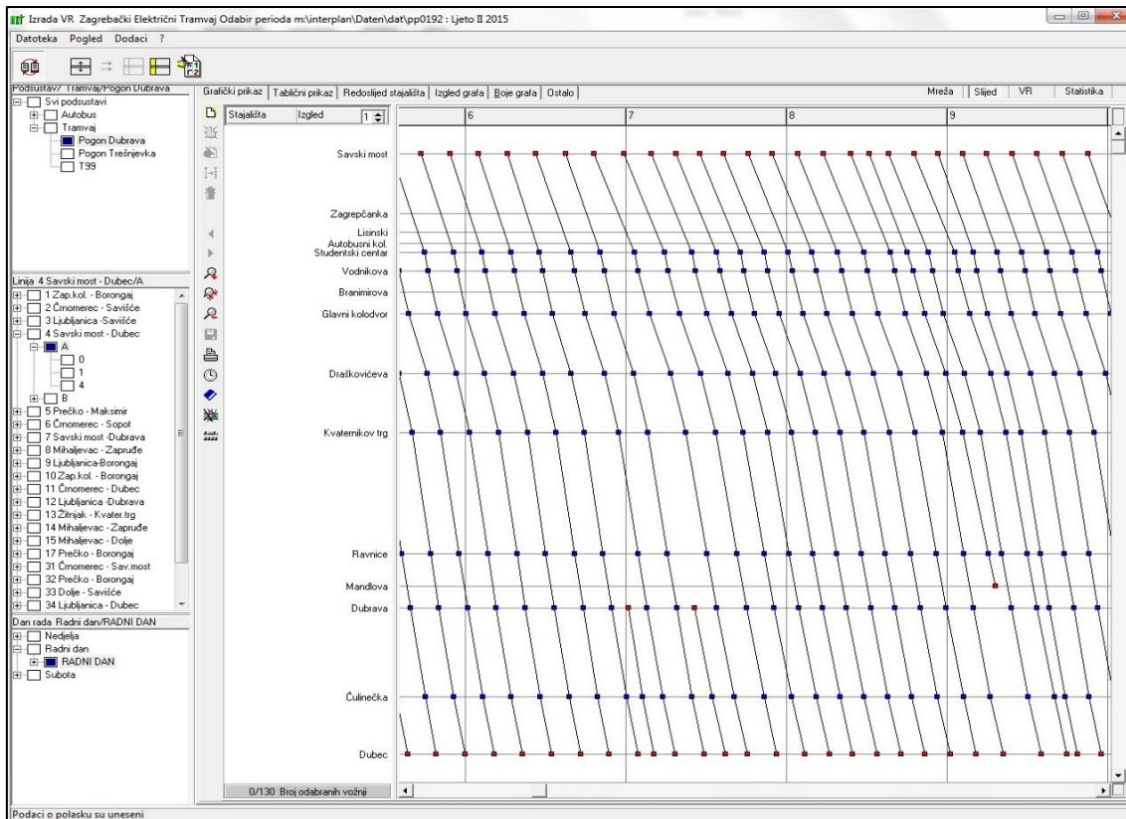 Izrada VR Zagrebački Električni Tramvaj Odabir perioda m:\interplan\Daten\dat\pp0192 : Ljeto II 2015
Datoteka Pogled Dodaci ?
Podsustav/ Tramvaj/Pogon Dubrava
Svi podsustavi
Autobus
Tramvaj
Pogon Dubrava
Pogon Trešnjevka
T99
Linija 4 Savski most - Dubec/A
1 Zap.kol. - Borongaj
2 Črnomerec - Savišće
3 Ljubljanica -Savišće
4 Savski most - Dubec
A
0
1
4
B
5 Prečko - Maksimir
6 Črnomerec - Sopot
7 Savski most -Dubrava
8 Mihaljevac - Zapruđe
9 Ljubljanica-Borongaj
10 Zap.kol. - Borongaj
11 Črnomerec - Dubec
12 Ljubljanica -Dubrava
13 Žitnjak - Kvater.trg
14 Mihaljevac - Zapruđe
15 Mihaljevac - Dolje
17 Prečko - Borongaj
31 Črnomerec - Sav.most
32 Prečko - Borongaj
33 Dolje - Savišće
34 Ljubljanica - Dubec
Dan rada Radni dan/RADNI DAN
Nedjelja
Radni dan
RADNI DAN
Subota
Grafički prikaz Tablični prikaz Redoslijed stajališta Izgled grafa Boje grafa Ostalo Mreža Slijed VR Statistika
Stajališta Izgled 1
6 7 8 9
Savski most
Zagrepčanka
Lisinski
Autobusni kol.
Studentski centar
Vodnikova
Branimirova
Glavni kolodvor
Draškovićeva
Kvaternikov trg
Ravnice
Mandlova
Dubrava
Čulinečka
Dubec
0/130 Broj odabranih vožnji
Podaci o polasku su uneseni